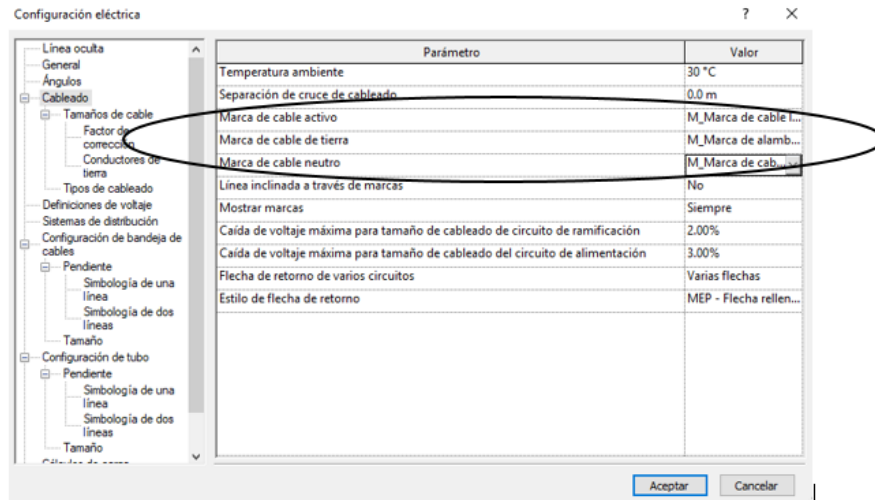 Configuración eléctrica
? ×
Línea oculta
General
Ángulos
Cableado
Tamaños de cable
Factor de
corrección
Conductores de
tierra
Tipos de cableado
Definiciones de voltaje
Sistemas de distribución
Configuración de bandeja de
cables
Pendiente
Simbología de una
línea
Simbología de dos
líneas
Tamaño
Configuración de tubo
Pendiente
Simbología de una
línea
Simbología de dos
líneas
Tamaño
Parámetro Valor
Temperatura ambiente 30 °C
Separación de cruce de cableado 0.0 m
Marca de cable activo M_Marca de cable l...
Marca de cable de tierra M_Marca de alamb...
Marca de cable neutro M_Marca de cab...
Línea inclinada a través de marcas No
Mostrar marcas Siempre
Caída de voltaje máxima para tamaño de cableado de circuito de ramificación 2.00%
Caída de voltaje máxima para tamaño de cableado del circuito de alimentación 3.00%
Flecha de retorno de varios circuitos Varias flechas
Estilo de flecha de retorno MEP - Flecha rellen...
Aceptar Cancelar